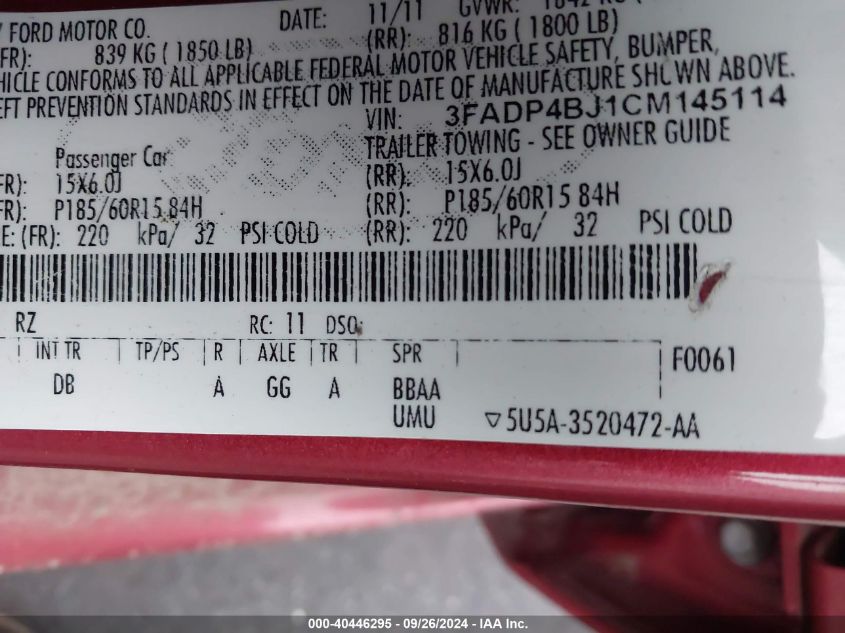 FORD MOTOR CO.
DATE: 11/11 GVWR:
FR): 839 KG ( 1850 LB) (RR): 816 KG ( 1800 LB)
HICLE CONFORMS TO ALL APPLICABLE FEDERAL MOTOR VEHICLE SAFETY, BUMPER,
EFT PREVENTION STANDARDS IN EFFECT ON THE DATE OF MANUFACTURE SHOWN ABOVE.
VIN: 3FADP4BJ1CM145114
Passenger Car TRAILER TOWING - SEE OWNER GUIDE
FR): 15X6.0J (RR): 15X6.0J
FR): P185/60R15 84H (RR): P185/60R15 84H
E: (FR): 220 kPa/ 32 PSI COLD (RR): 220 kPa/ 32 PSI COLD
RZ RC: 11 DSO:
INT TR TP/PS R AXLE TR SPR F0061
DB A GG A BBAA
UMU ▽5U5A-3520472-AA
000-40446295 - 09/26/2024 - IAA Inc.